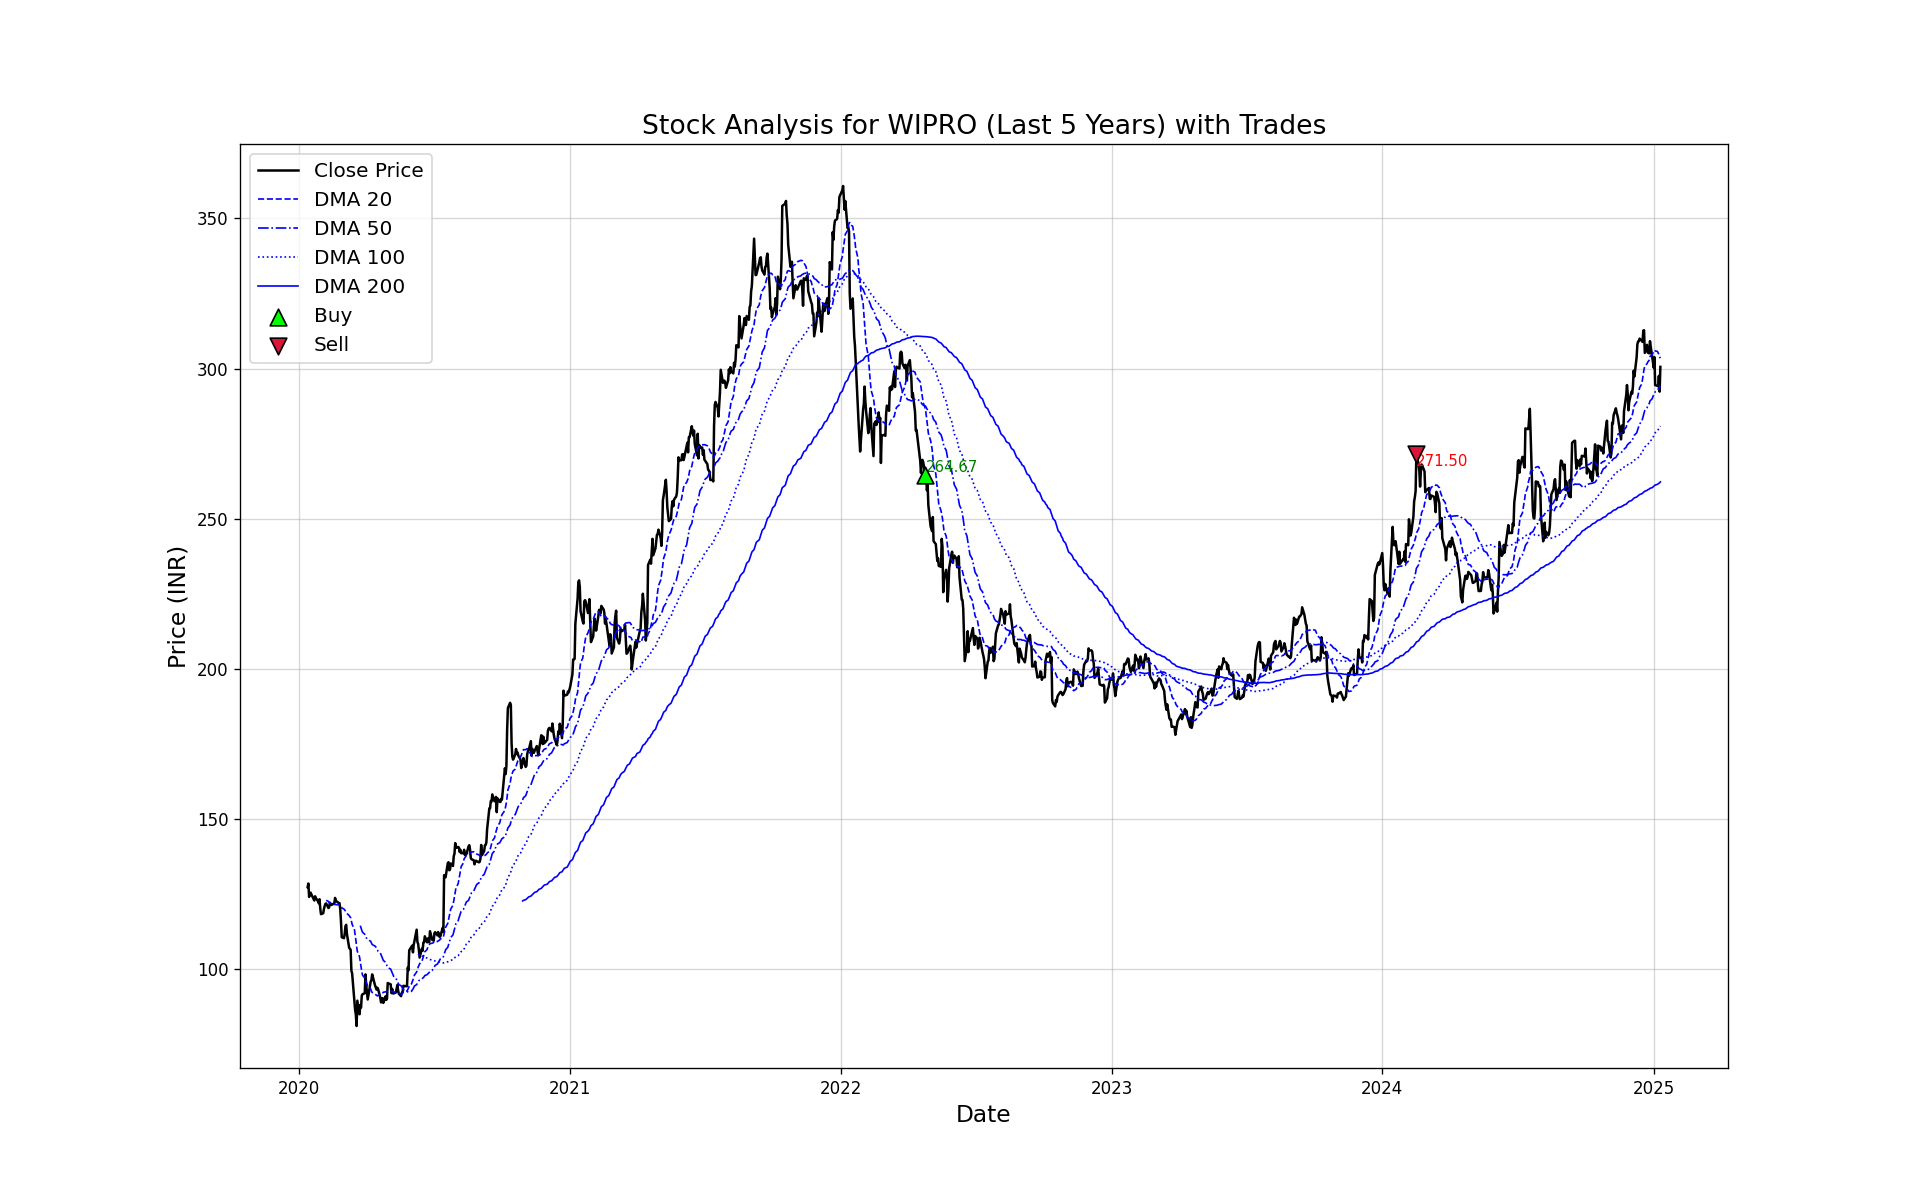 Stock Analysis for WIPRO (Last 5 Years) with Trades
Close Price
DMA 20
DMA 50
DMA 100
DMA 200
Buy
Sell
350
300
250
200
150
100
Price (INR)
264.67
271.50
2020
2021
2022
2023
2024
2025
Date